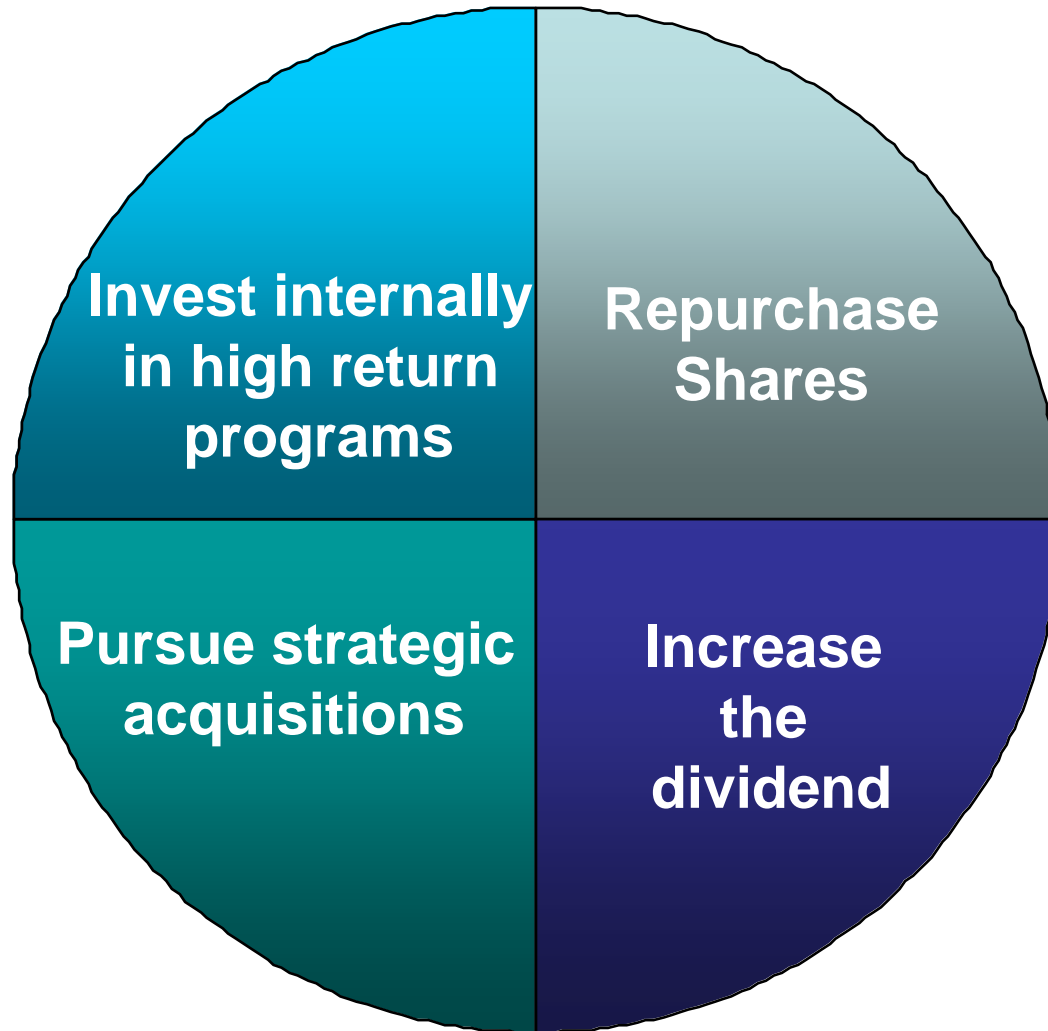 Invest internally
in high return
programs
Repurchase
Shares
Pursue strategic
acquisitions
Increase
the
dividend